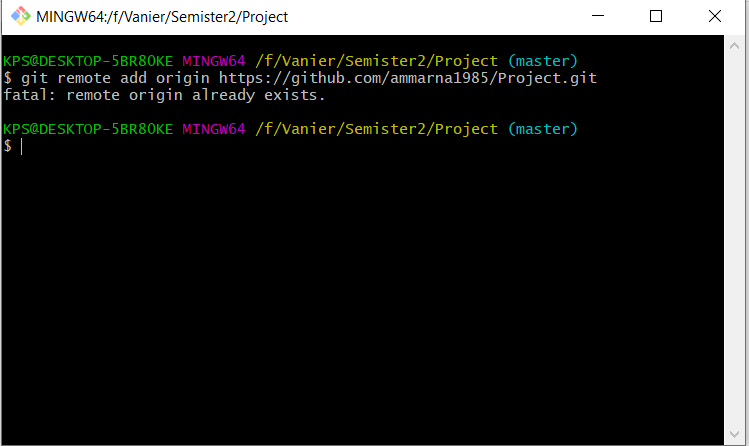 MINGW64:/f/Vanier/Semister2/Project
KPS@DESKTOP-5BR8OKE MINGW64 /f/Vanier/Semister2/Project (master)
$ git remote add origin https://github.com/ammarna1985/Project.git
fatal: remote origin already exists.
KPS@DESKTOP-5BR8OKE MINGW64 /f/Vanier/Semister2/Project (master)
$